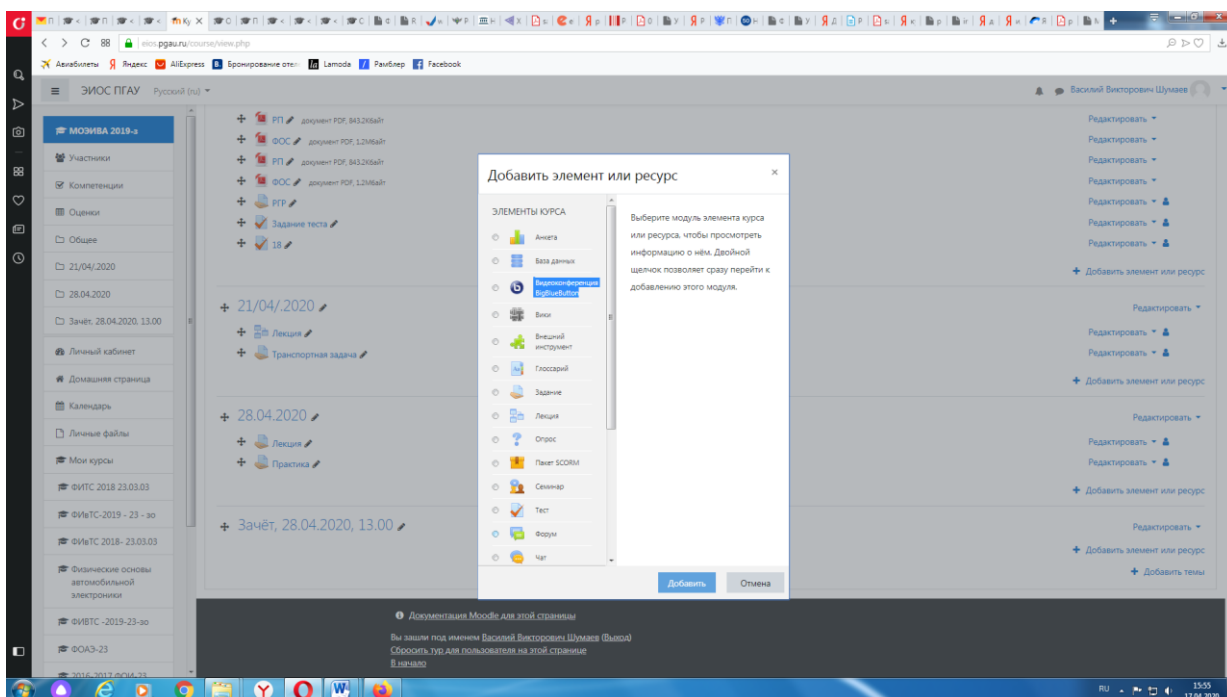 eios.pgau.ru/course/view.php
Авиабилеты Яндекс AliExpress Бронирование отел Lamoda Рамблер Facebook
ЭИОС ПГАУ Русский (ru)
Василий Викторович Шумаев
МОЭИВА 2019-з
Участники
Компетенции
Оценки
Общее
21/04/.2020
28.04.2020
Зачёт, 28.04.2020, 13.00
Личный кабинет
Домашняя страница
Календарь
Личные файлы
Мои курсы
ФИТС 2018 23.03.03
ФИвТС-2019 - 23 - зо
ФИвТС 2018- 23.03.03
Физические основы
автомобильной
электроники
ФИВТС -2019-23-зо
ФОАЭ-23
РП документ PDF, 843.2Кбайт Редактировать
ФОС документ PDF, 1.2Мбайт Редактировать
РП документ PDF, 843.2Кбайт Редактировать
ФОС документ PDF, 1.2Мбайт Редактировать
РГР Редактировать
Задание теста Редактировать
18 Редактировать
Добавить элемент или ресурс
21/04/.2020 Редактировать
Лекция Редактировать
Транспортная задача Редактировать
Добавить элемент или ресурс
28.04.2020 Редактировать
Лекция Редактировать
Практика Редактировать
Добавить элемент или ресурс
Зачёт, 28.04.2020, 13.00 Редактировать
Добавить элемент или ресурс
Добавить темы
Добавить элемент или ресурс ×
ЭЛЕМЕНТЫ КУРСА
Анкета
База данных
Видеоконференция
BigBlueButton
Вики
Внешний
инструмент
Глоссарий
Задание
Лекция
Опрос
Пакет SCORM
Семинар
Тест
Форум
Чат
Выберите модуль элемента курса
или ресурса, чтобы просмотреть
информацию о нём. Двойной
щелчок позволяет сразу перейти к
добавлению этого модуля.
Добавить Отмена
Документация Moodle для этой страницы
Вы зашли под именем Василий Викторович Шумаев (Выход)
Сбросить тур для пользователя на этой странице
В начало
RU 15:55
17.04.2020